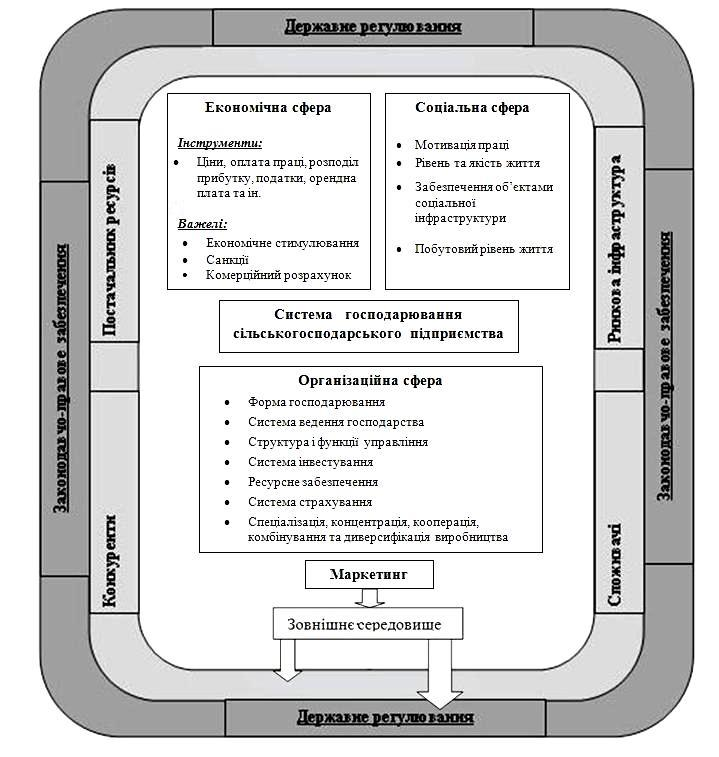 Державне регулювання
Економічна сфера
Інструменти:
Ціни, оплата праці, розподіл
прибутку, податки, орендна
плата та ін.
Важелі:
Економічне стимулювання
Санкції
Комерційний розрахунок
Соціальна сфера
Мотивація праці
Рівень та якість життя
Забезпечення об’єктами
соціальної
інфраструктури
Побутовий рівень життя
Постачальник ресурсів
Ринкова інфраструктура
Законодавчо-правове забезпечення
Законодавчо-правове забезпечення
Система господарювання
сільськогосподарського підприємства
Організаційна сфера
Форма господарювання
Система ведення господарства
Структура і функції управління
Система інвестування
Ресурсне забезпечення
Система страхування
Спеціалізація, концентрація, кооперація,
комбінування та диверсифікація виробництва
Конкуренти
Споживачі
Маркетинг
Зовнішнє середовище
Державне регулювання